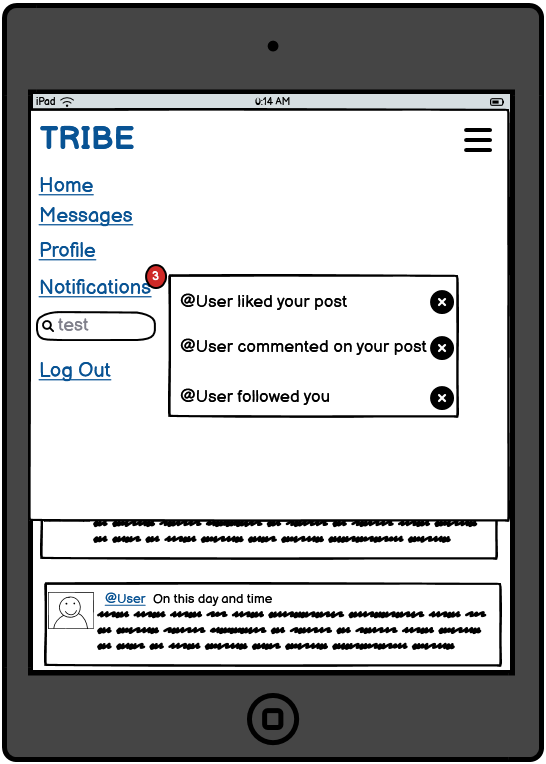 iPad 0:14 AM
TRIBE
Home
Messages
Profile
Notifications 3
@User liked your post
@User commented on your post
@User followed you
test
Log Out
@User On this day and time